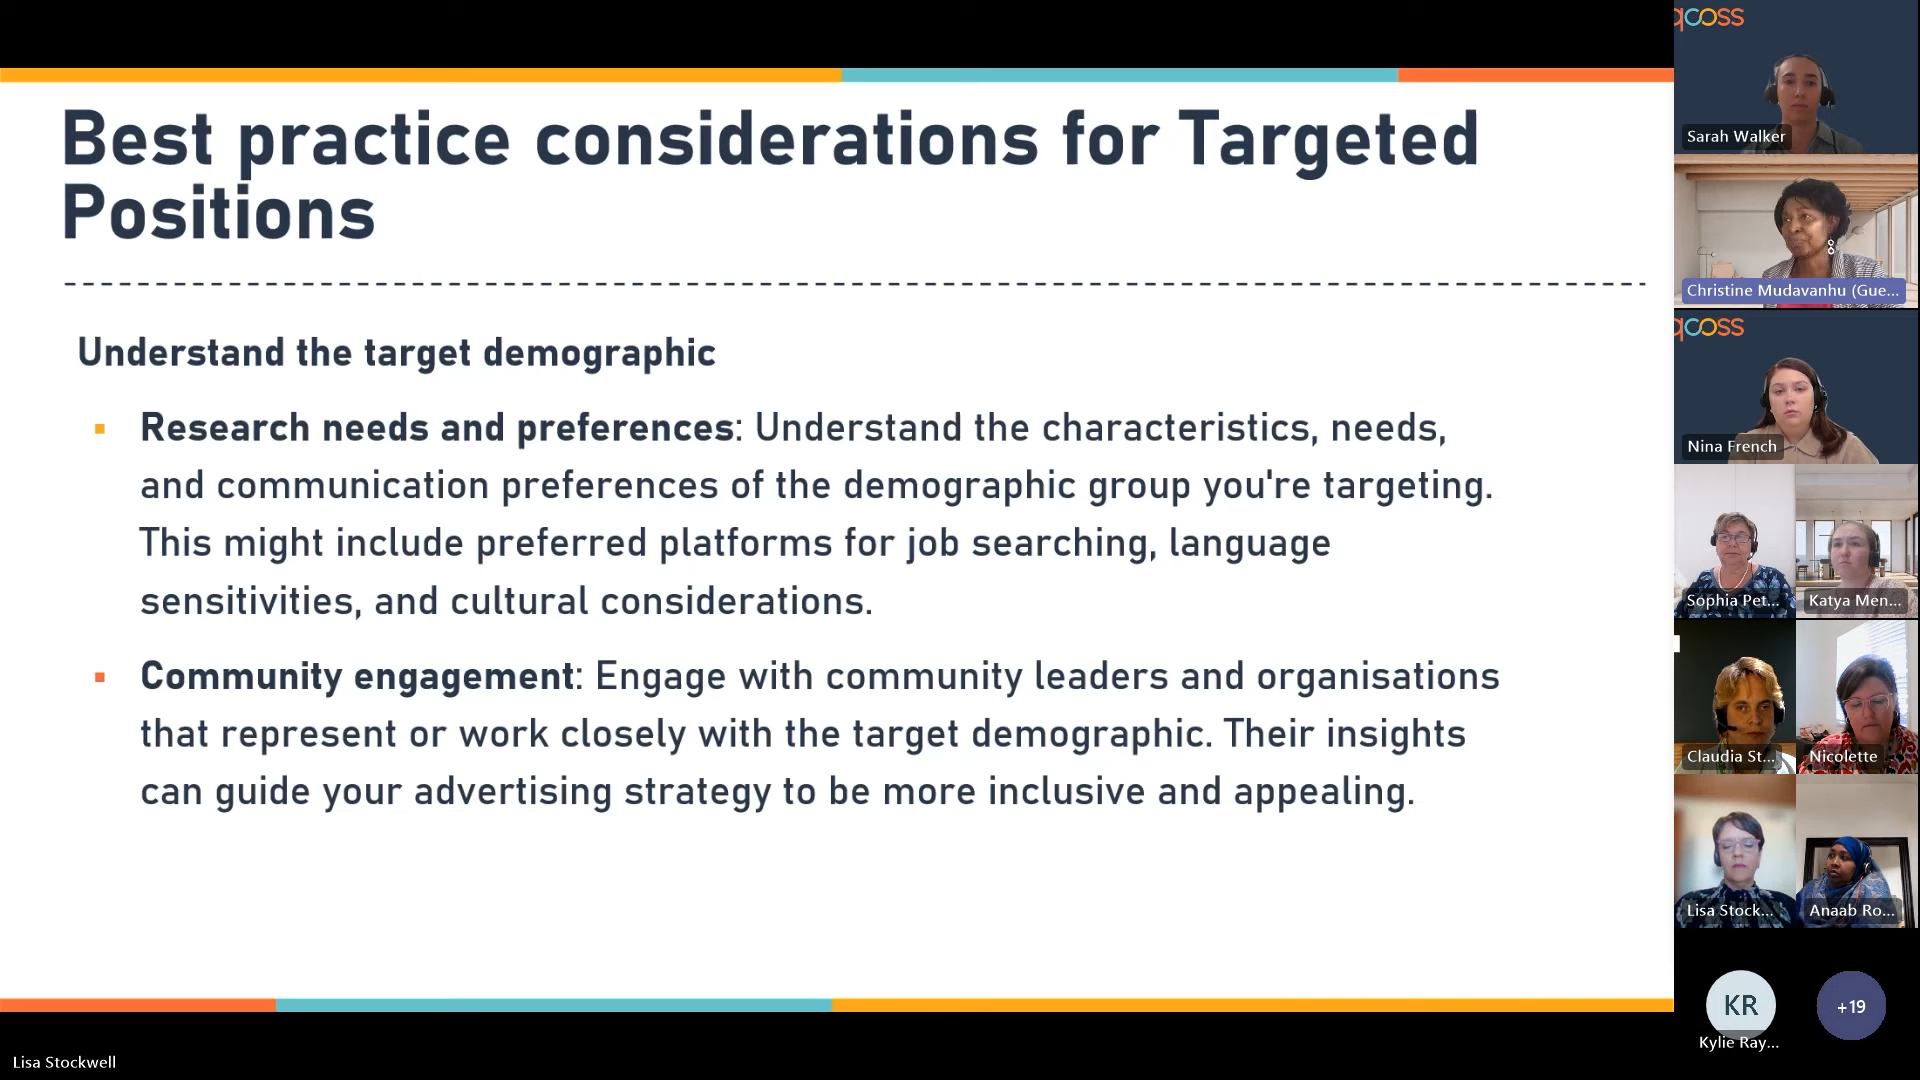 Best practice considerations for Targeted
Positions
Understand the target demographic
Research needs and preferences: Understand the characteristics, needs,
and communication preferences of the demographic group you're targeting.
This might include preferred platforms for job searching, language
sensitivities, and cultural considerations.
Community engagement: Engage with community leaders and organisations
that represent or work closely with the target demographic. Their insights
can guide your advertising strategy to be more inclusive and appealing.
Lisa Stockwell
qcoss
Sarah Walker
Christine Mudavanhu (Gue...
qcoss
Nina French
Sophia Pet...
Katya Men...
Claudia St...
Nicolette
Lisa Stock...
Anaab Ro...
KR
Kylie Ray...
+19